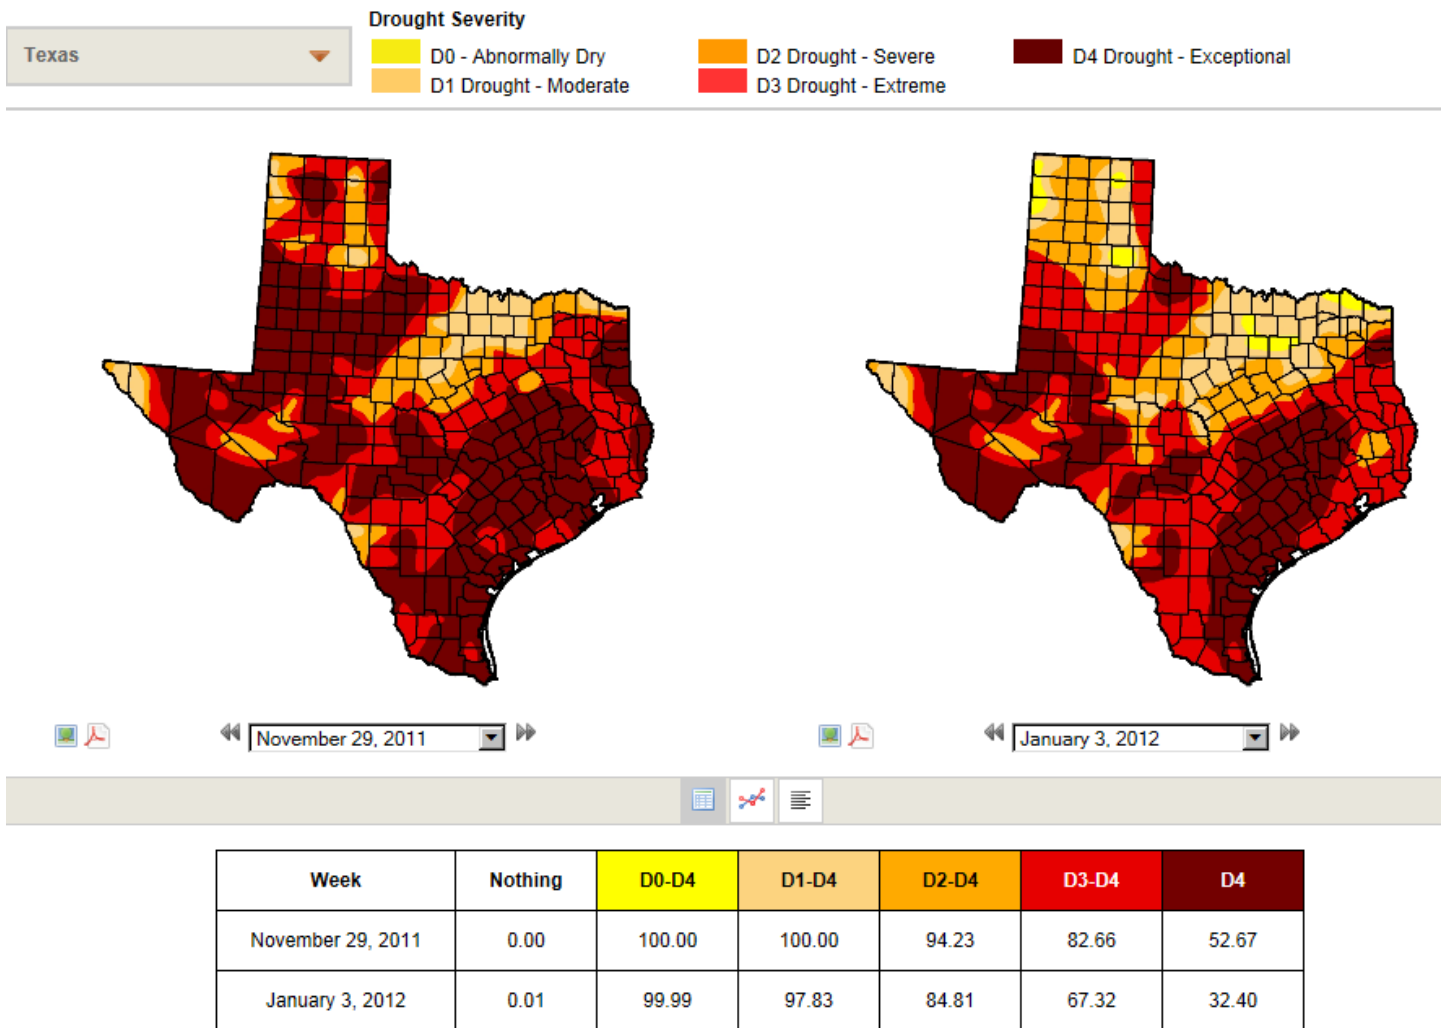 Drought Severity
Texas
D0 - Abnormally Dry
D2 Drought - Severe
D4 Drought - Exceptional
D1 Drought - Moderate
D3 Drought - Extreme
November 29, 2011
January 3, 2012
Week Nothing D0-D4 D1-D4 D2-D4 D3-D4 D4
November 29, 2011 0.00 100.00 100.00 94.23 82.66 52.67
January 3, 2012 0.01 99.99 97.83 84.81 67.32 32.40